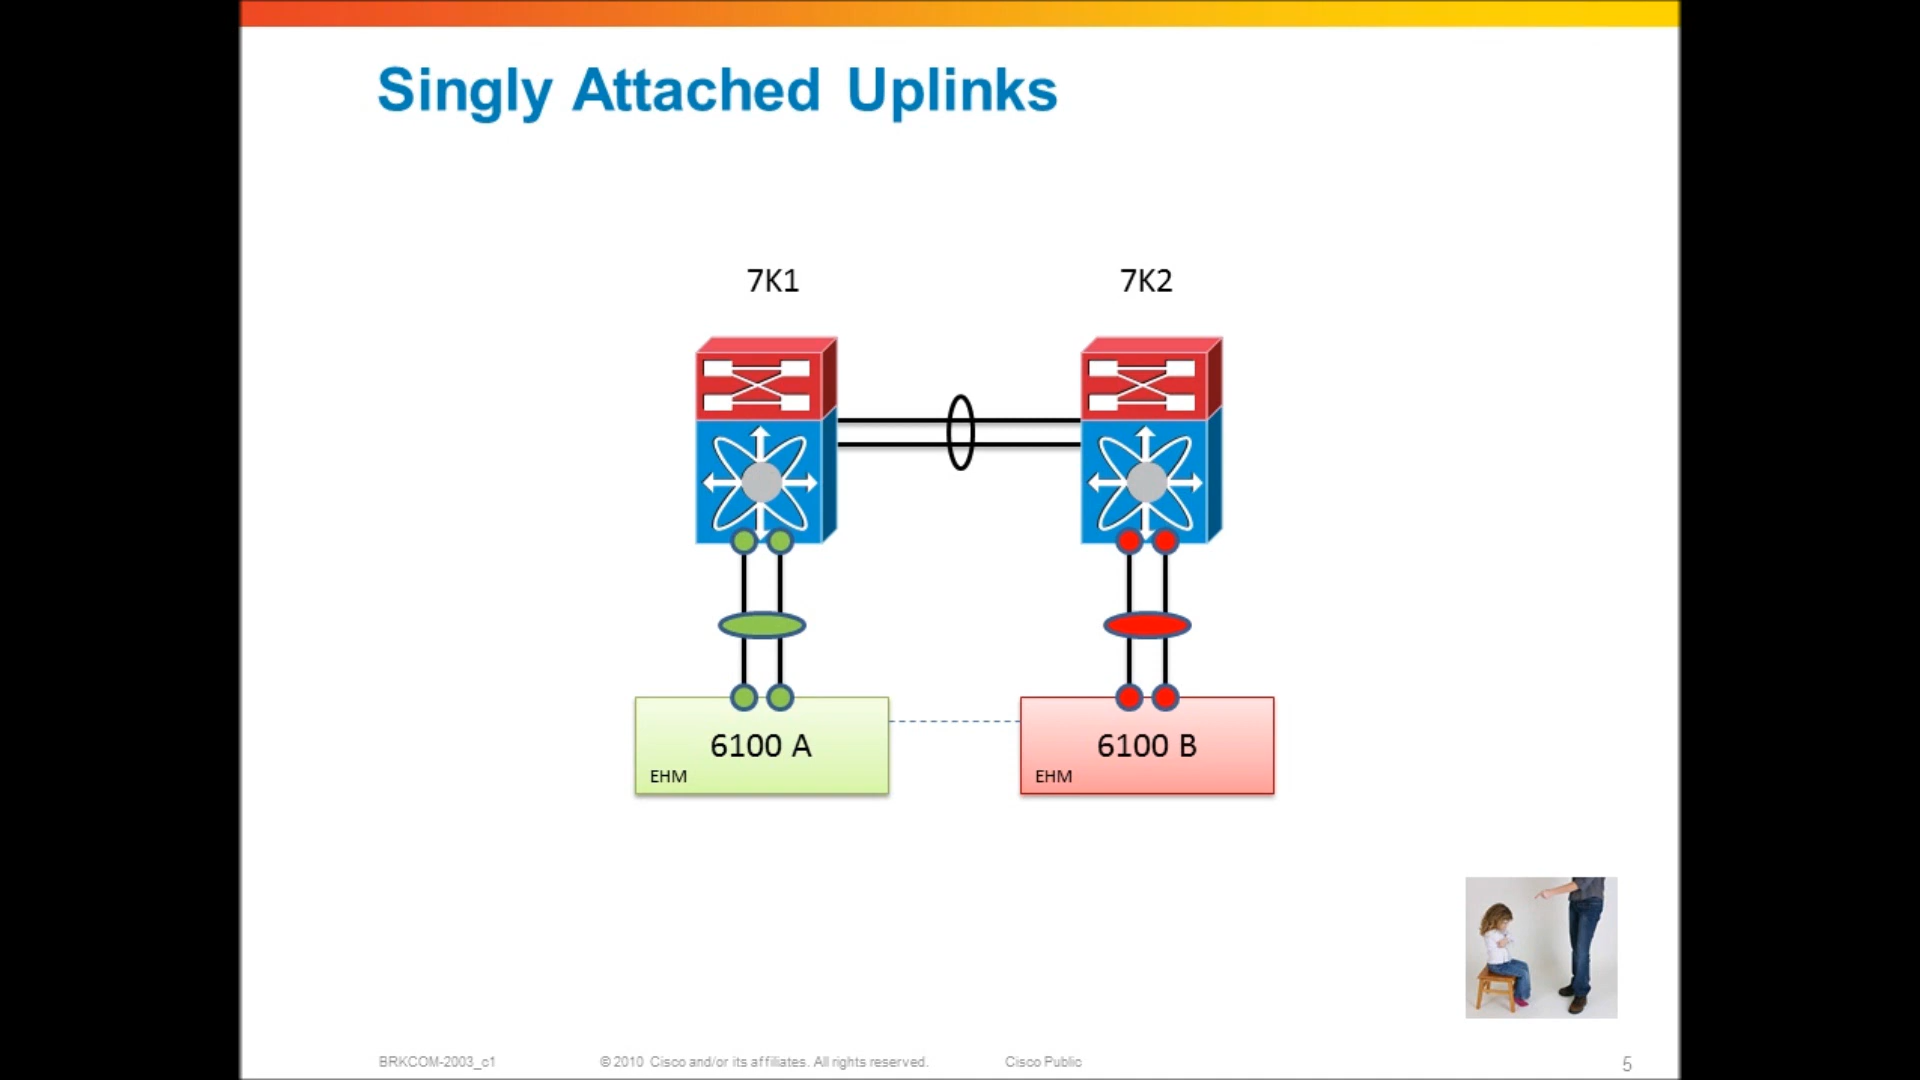 Singly Attached Uplinks
7K1
7K2
6100 A
EHM
6100 B
EHM
BRKCOM-2003_c1
© 2010 Cisco and/or its affiliates. All rights reserved.
Cisco Public
5